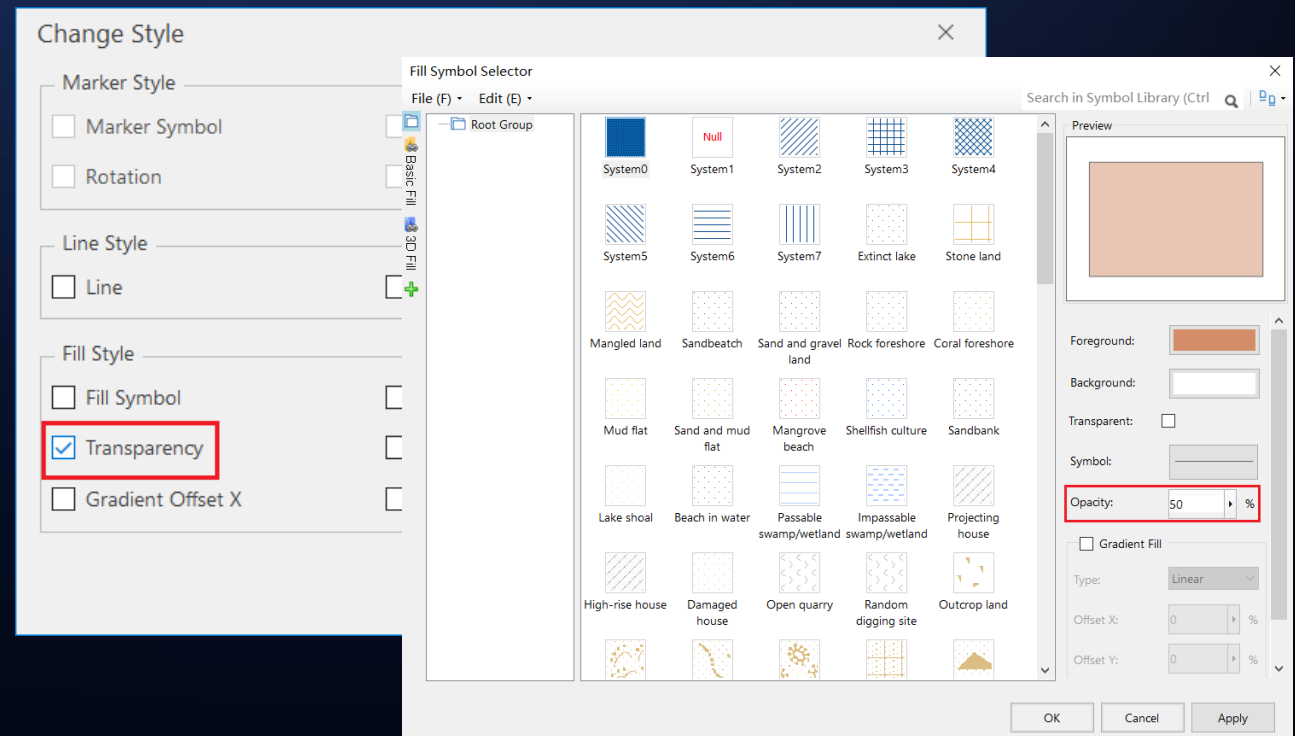 Change Style
Marker Style
Marker Symbol
Rotation
Line Style
Line
Fill Style
Fill Symbol
Transparency
Gradient Offset X
Fill Symbol Selector
File (F)
Edit (E)
Search in Symbol Library (Ctrl
Basic Fill
3D Fill
Root Group
Null
System0
System1
System2
System3
System4
System5
System6
System7
Extinct lake
Stone land
Mangled land
Sandbeatch
Sand and gravel
land
Rock foreshore
Coral foreshore
Mud flat
Sand and mud
flat
Mangrove
beach
Shellfish culture
Sandbank
Lake shoal
Beach in water
Passable
swamp/wetland
Impassable
swamp/wetland
Projecting
house
High-rise house
Damaged
house
Open quarry
Random
digging site
Outcrop land
Preview
Foreground:
Background:
Transparent:
Symbol:
Opacity:
50
%
Gradient Fill
Type:
Linear
Offset X:
0
%
Offset Y:
0
%
OK
Cancel
Apply